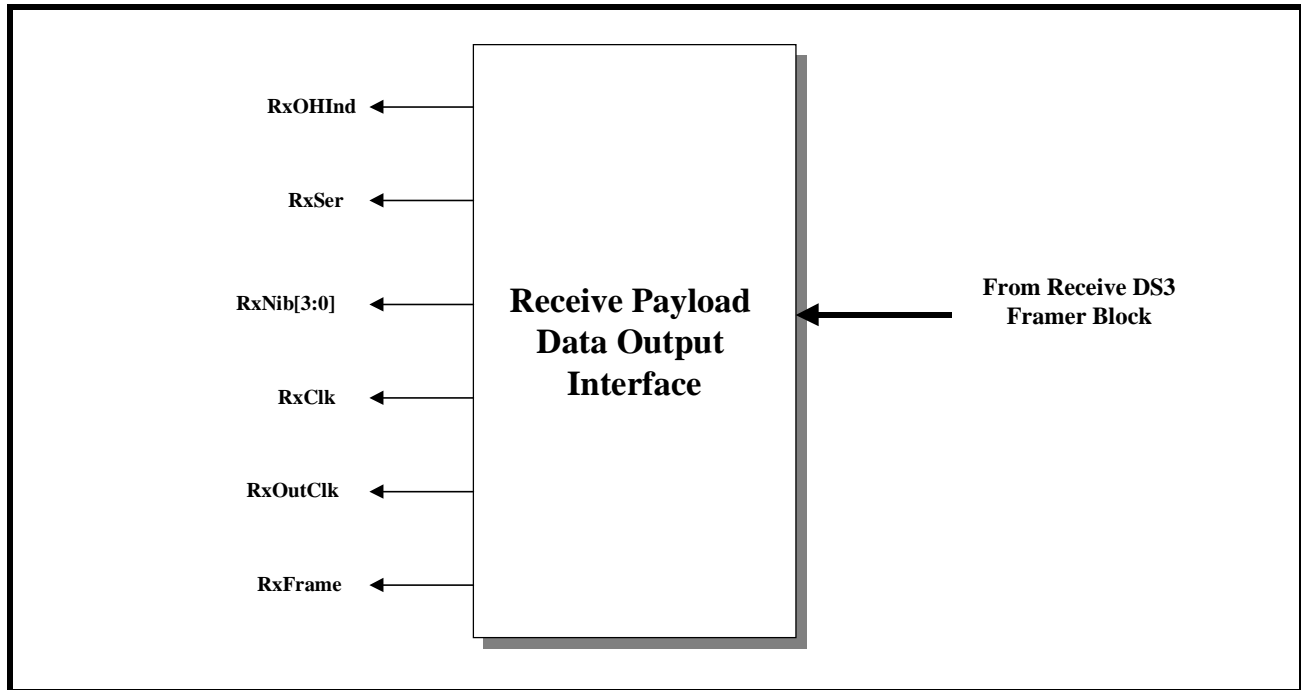 RxOHInd
RxSer
RxNib[3:0]
RxClk
RxOutClk
RxFrame
Receive Payload
Data Output
Interface
From Receive DS3
Framer Block